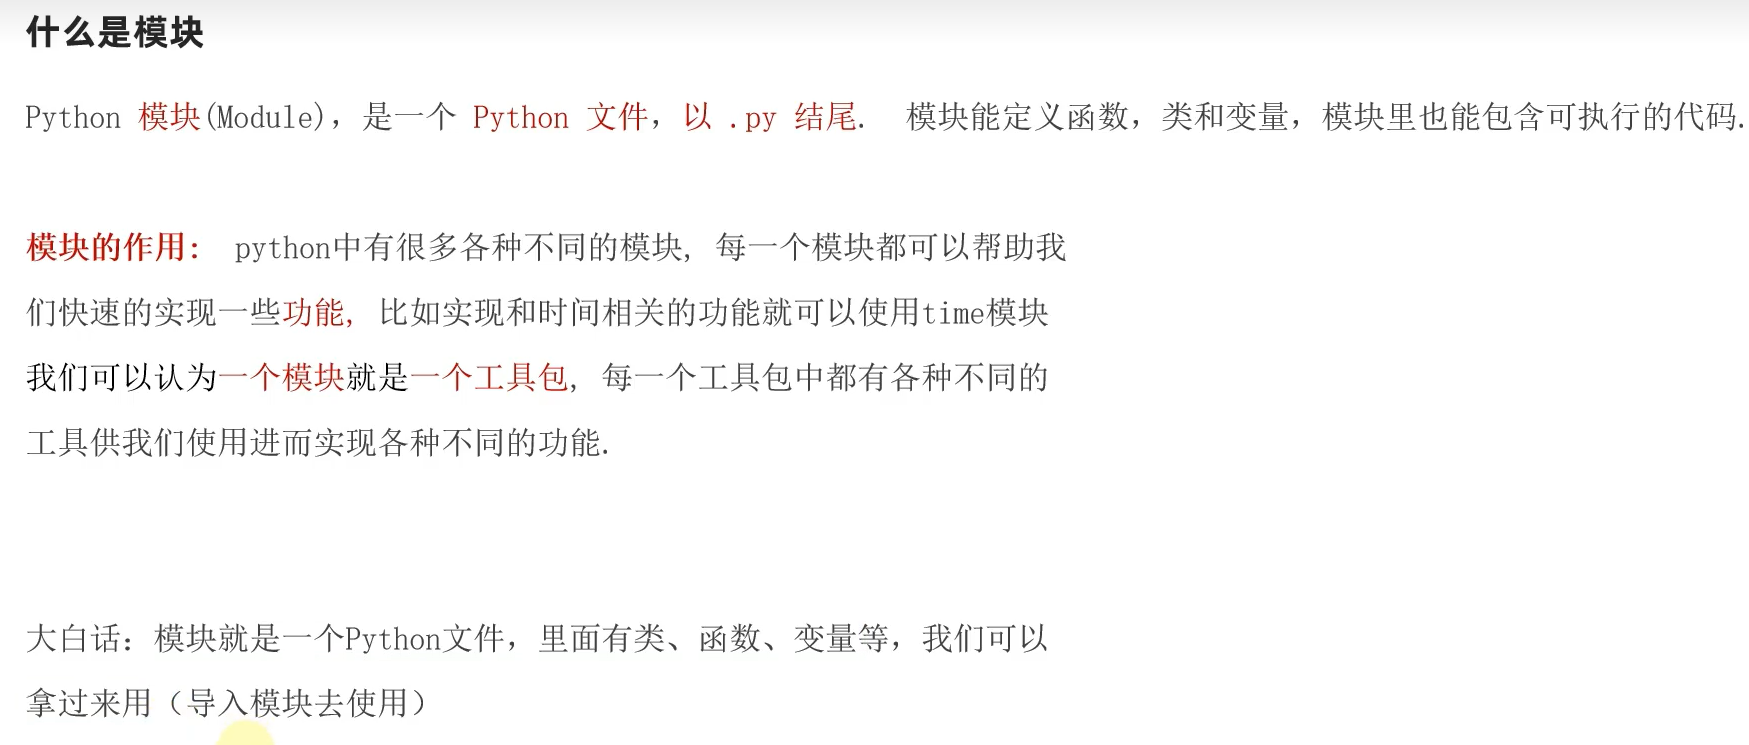 什么是模块
Python 模块(Module)，是一个 Python 文件，以 .py 结尾.  模块能定义函数，类和变量，模块里也能包含可执行的代码.
模块的作用:  python中有很多各种不同的模块, 每一个模块都可以帮助我
们快速的实现一些功能, 比如实现和时间相关的功能就可以使用time模块
我们可以认为一个模块就是一个工具包, 每一个工具包中都有各种不同的
工具供我们使用进而实现各种不同的功能.
大白话：模块就是一个Python文件，里面有类、函数、变量等，我们可以
拿过来用（导入模块去使用）